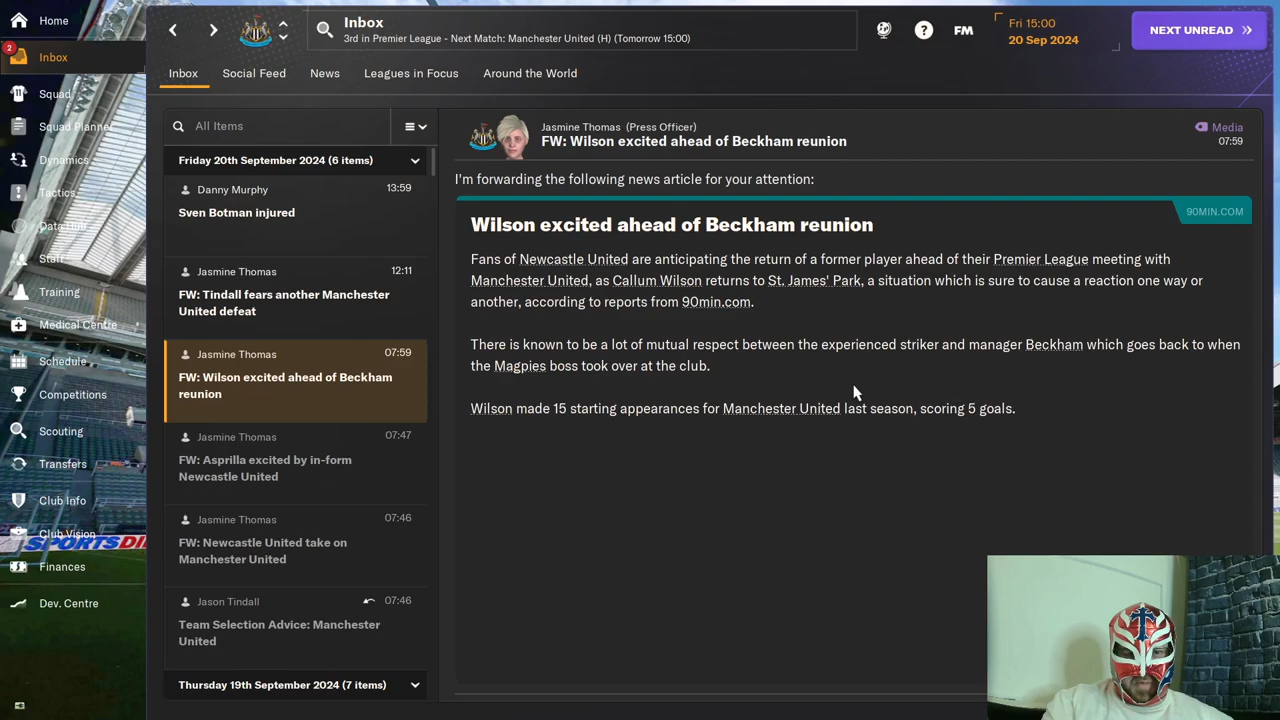 Home
2
Inbox
Squad
Squad Planner
Dynamics
Tactics
Data Hub
Staff
Training
Medical Centre
Schedule
Competitions
Scouting
Transfers
Club Info
Club Vision
SPORTSDI
Finances
Dev. Centre
Inbox
3rd in Premier League - Next Match: Manchester United (H) (Tomorrow 15:00)
?
FM
Fri 15:00
20 Sep 2024
NEXT UNREAD
Inbox
Social Feed
News
Leagues in Focus
Around the World
All Items
Friday 20th September 2024 (6 items)
Danny Murphy
13:59
Sven Botman injured
Jasmine Thomas
12:11
FW: Tindall fears another Manchester
United defeat
Jasmine Thomas
07:59
FW: Wilson excited ahead of Beckham
reunion
Jasmine Thomas
07:47
FW: Asprilla excited by in-form
Newcastle United
Jasmine Thomas
07:46
FW: Newcastle United take on
Manchester United
Jason Tindall
07:46
Team Selection Advice: Manchester
United
Thursday 19th September 2024 (7 items)
Jasmine Thomas (Press Officer)
FW: Wilson excited ahead of Beckham reunion
Media
07:59
I'm forwarding the following news article for your attention:
90MIN.COM
Wilson excited ahead of Beckham reunion
Fans of Newcastle United are anticipating the return of a former player ahead of their Premier League meeting with
Manchester United, as Callum Wilson returns to St. James' Park, a situation which is sure to cause a reaction one way or
another, according to reports from 90min.com.
There is known to be a lot of mutual respect between the experienced striker and manager Beckham which goes back to when
the Magpies boss took over at the club.
Wilson made 15 starting appearances for Manchester United last season, scoring 5 goals.